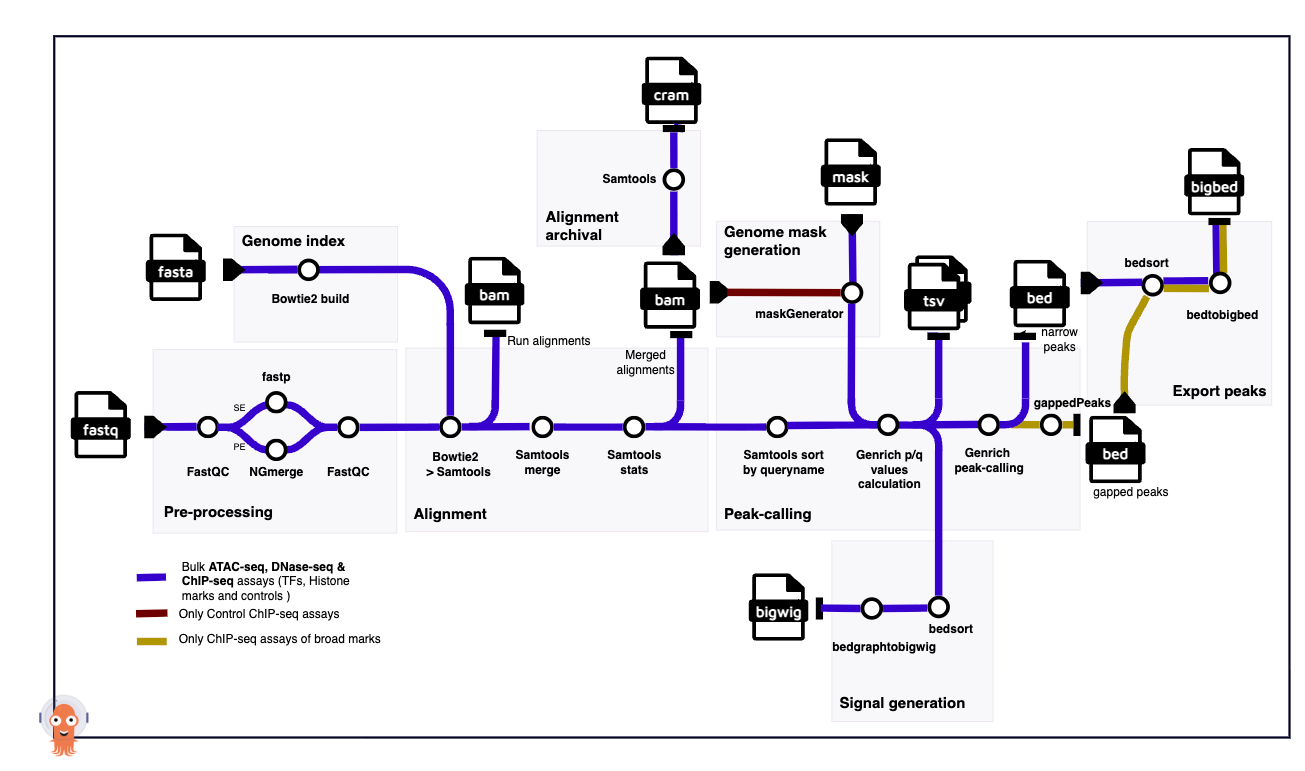 cram
Samtools
Alignment
archival
mask
bigbed
Genome index
fasta
Bowtie2 build
bam
Run alignments
bam
Merged
alignments
Genome mask
generation
maskGenerator
tsv
bed
narrow
peaks
bedsort
bedtobigbed
Export peaks
fastq
fastp
SE
PE
FastQC
NGmerge
FastQC
Pre-processing
Bowtie2
> Samtools
Samtools
merge
Samtools
stats
Alignment
Samtools sort
by queryname
Genrich p/q
values
calculation
Genrich
peak-calling
gappedPeaks
bed
gapped peaks
Peak-calling
Bulk ATAC-seq, DNase-seq &
ChIP-seq assays (TFs, Histone
marks and controls )
Only Control ChIP-seq assays
Only ChIP-seq assays of broad marks
bigwig
bedsort
bedgraphtobigwig
Signal generation